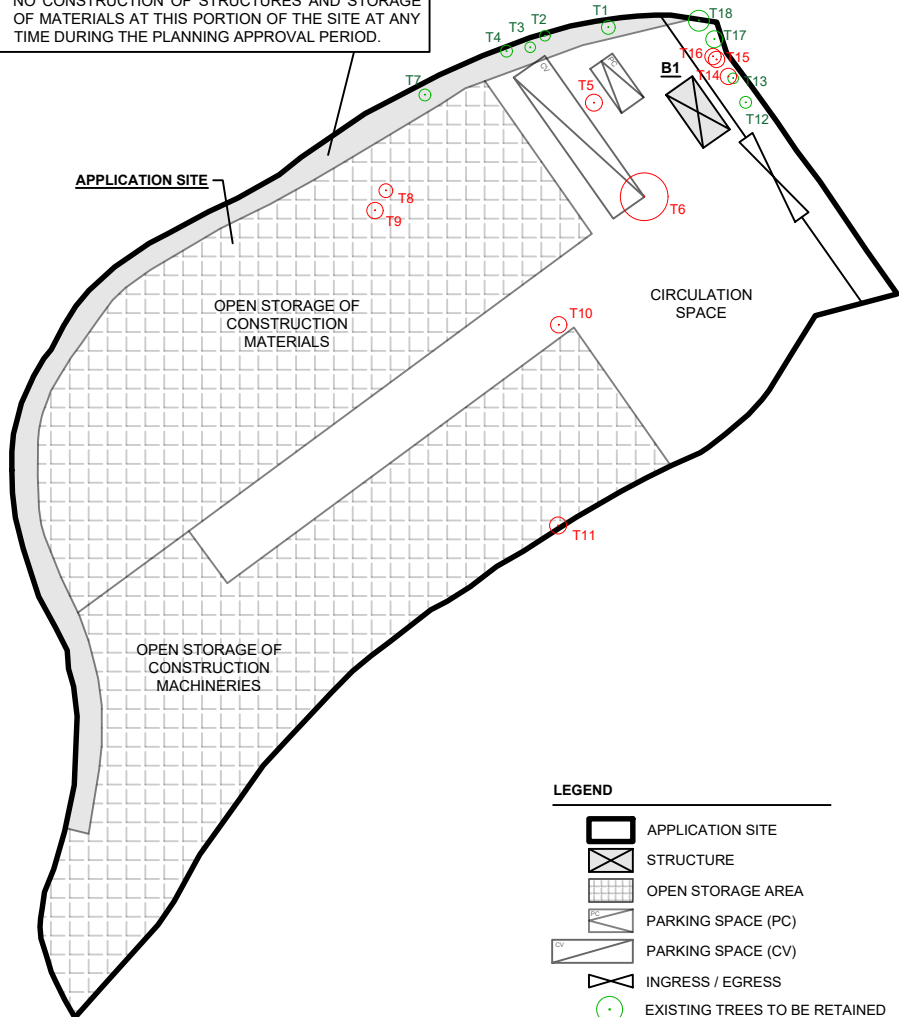 NO CONSTRUCTION OF STRUCTURES AND STORAGE
OF MATERIALS AT THIS PORTION OF THE SITE AT ANY
TIME DURING THE PLANNING APPROVAL PERIOD.
T1
T2
T3
T4
T7
T18
T17
T16
T15
T14
T13
T12
B1
CV
PC
T5
T6
APPLICATION SITE
T8
T9
OPEN STORAGE OF
CONSTRUCTION
MATERIALS
CIRCULATION
SPACE
T10
T11
OPEN STORAGE OF
CONSTRUCTION
MACHINERIES
LEGEND
APPLICATION SITE
STRUCTURE
OPEN STORAGE AREA
PC
PARKING SPACE (PC)
CV
PARKING SPACE (CV)
INGRESS / EGRESS
EXISTING TREES TO BE RETAINED